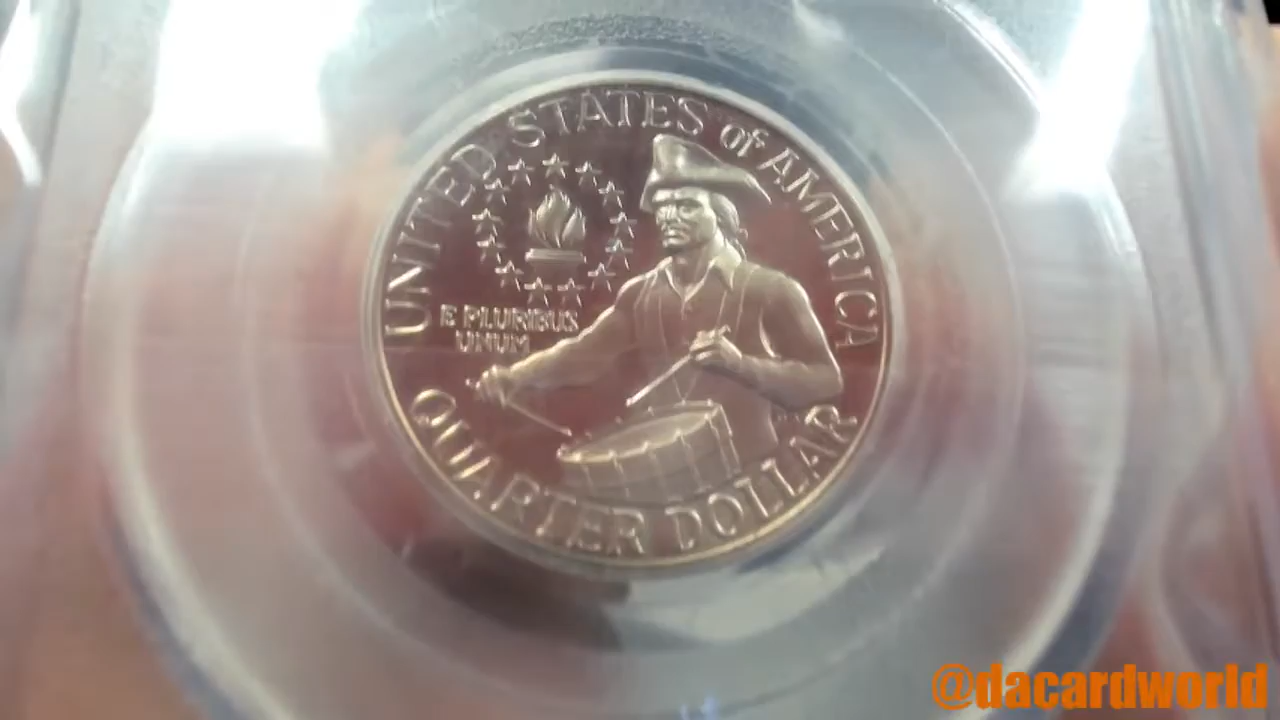 UNITED STATES of AMERICA
E PLURIBUS
UNUM
QUARTER DOLLAR
@dacardworld